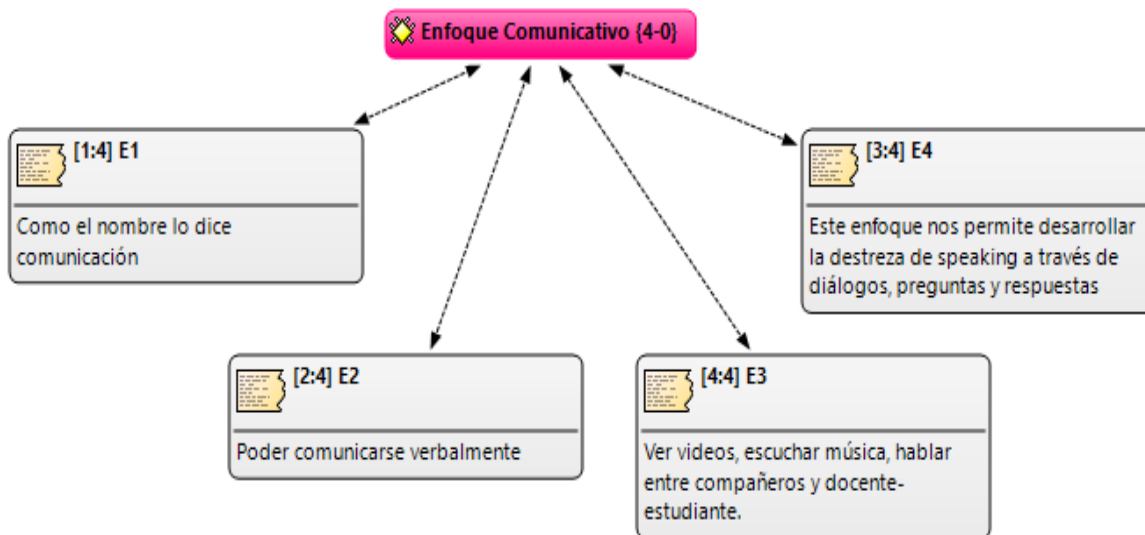 Enfoque Comunicativo {4-0}
[1:4] E1
Como el nombre lo dice
comunicación
[3:4] E4
Este enfoque nos permite desarrollar
la destreza de speaking a través de
diálogos, preguntas y respuestas
[2:4] E2
Poder comunicarse verbalmente
[4:4] E3
Ver videos, escuchar música, hablar
entre compañeros y docente-
estudiante.